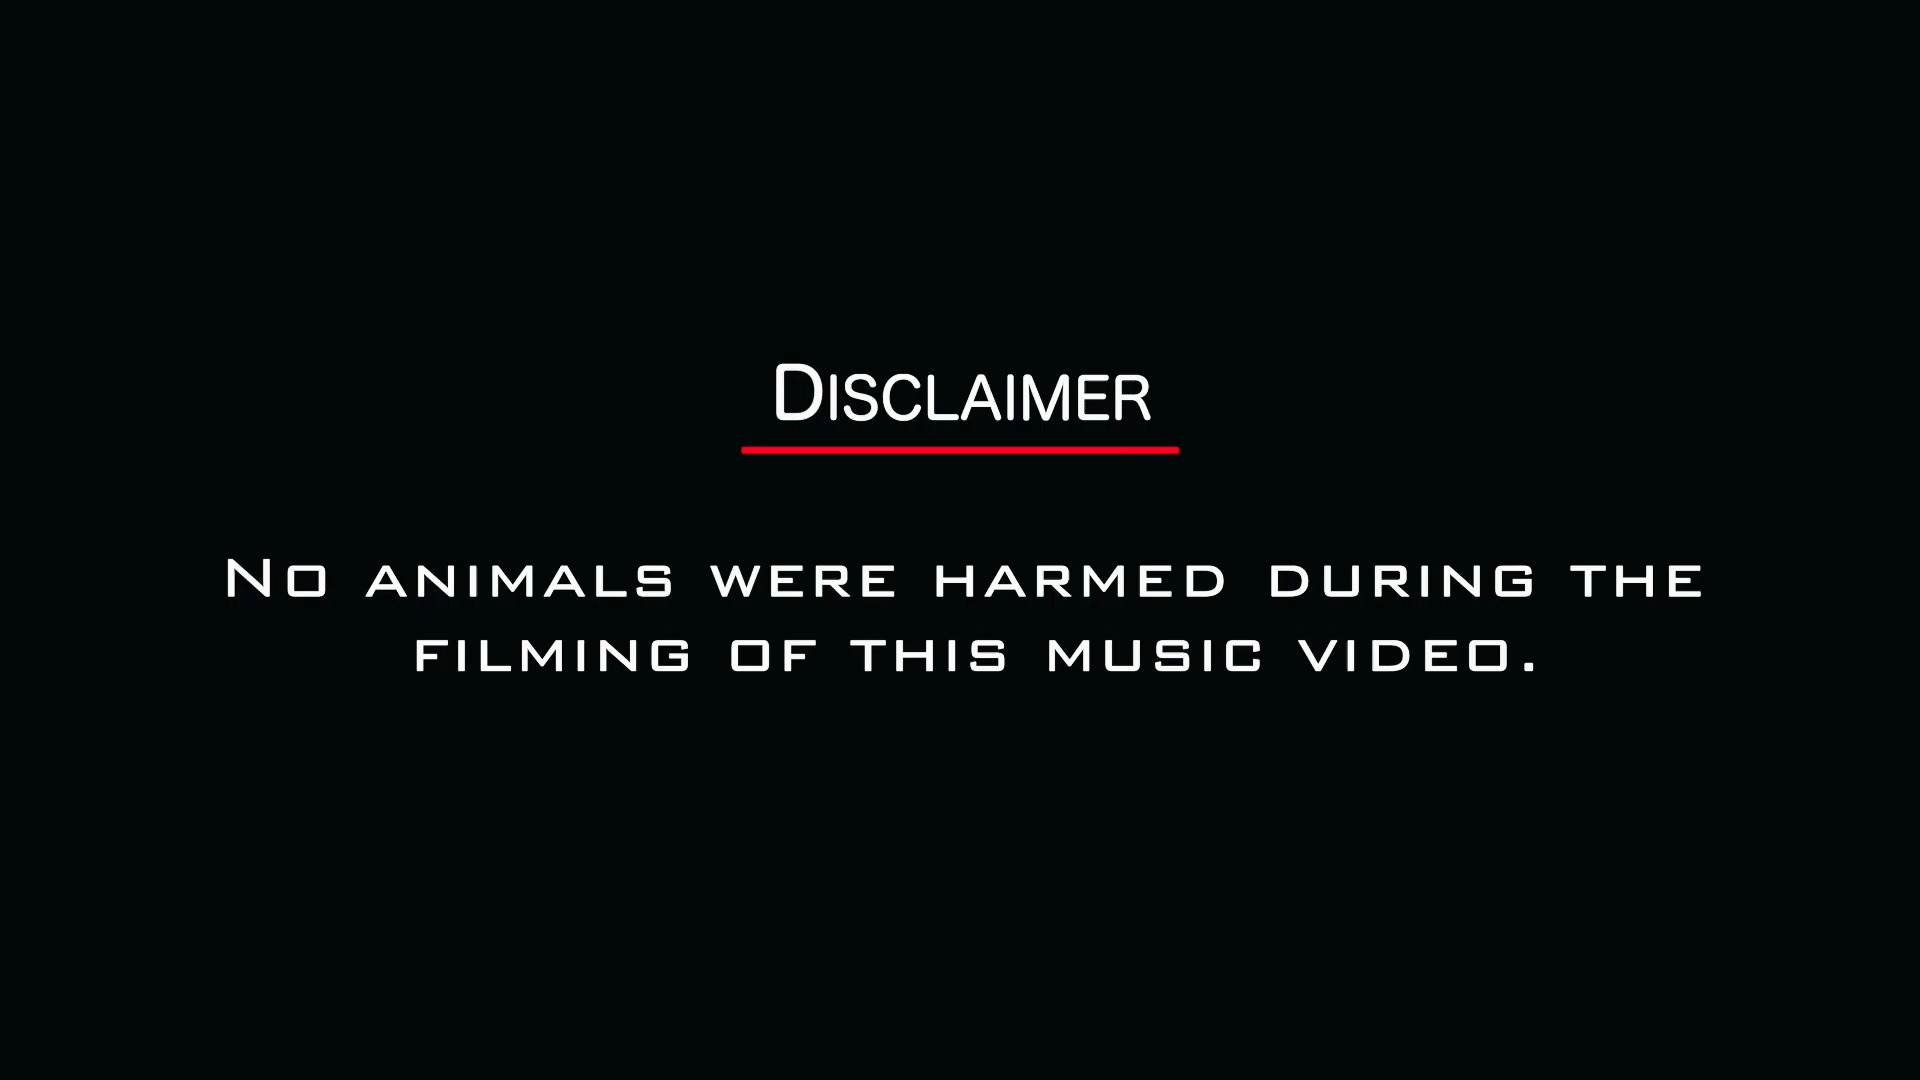 Disclaimer
No animals were harmed during the
filming of this music video.